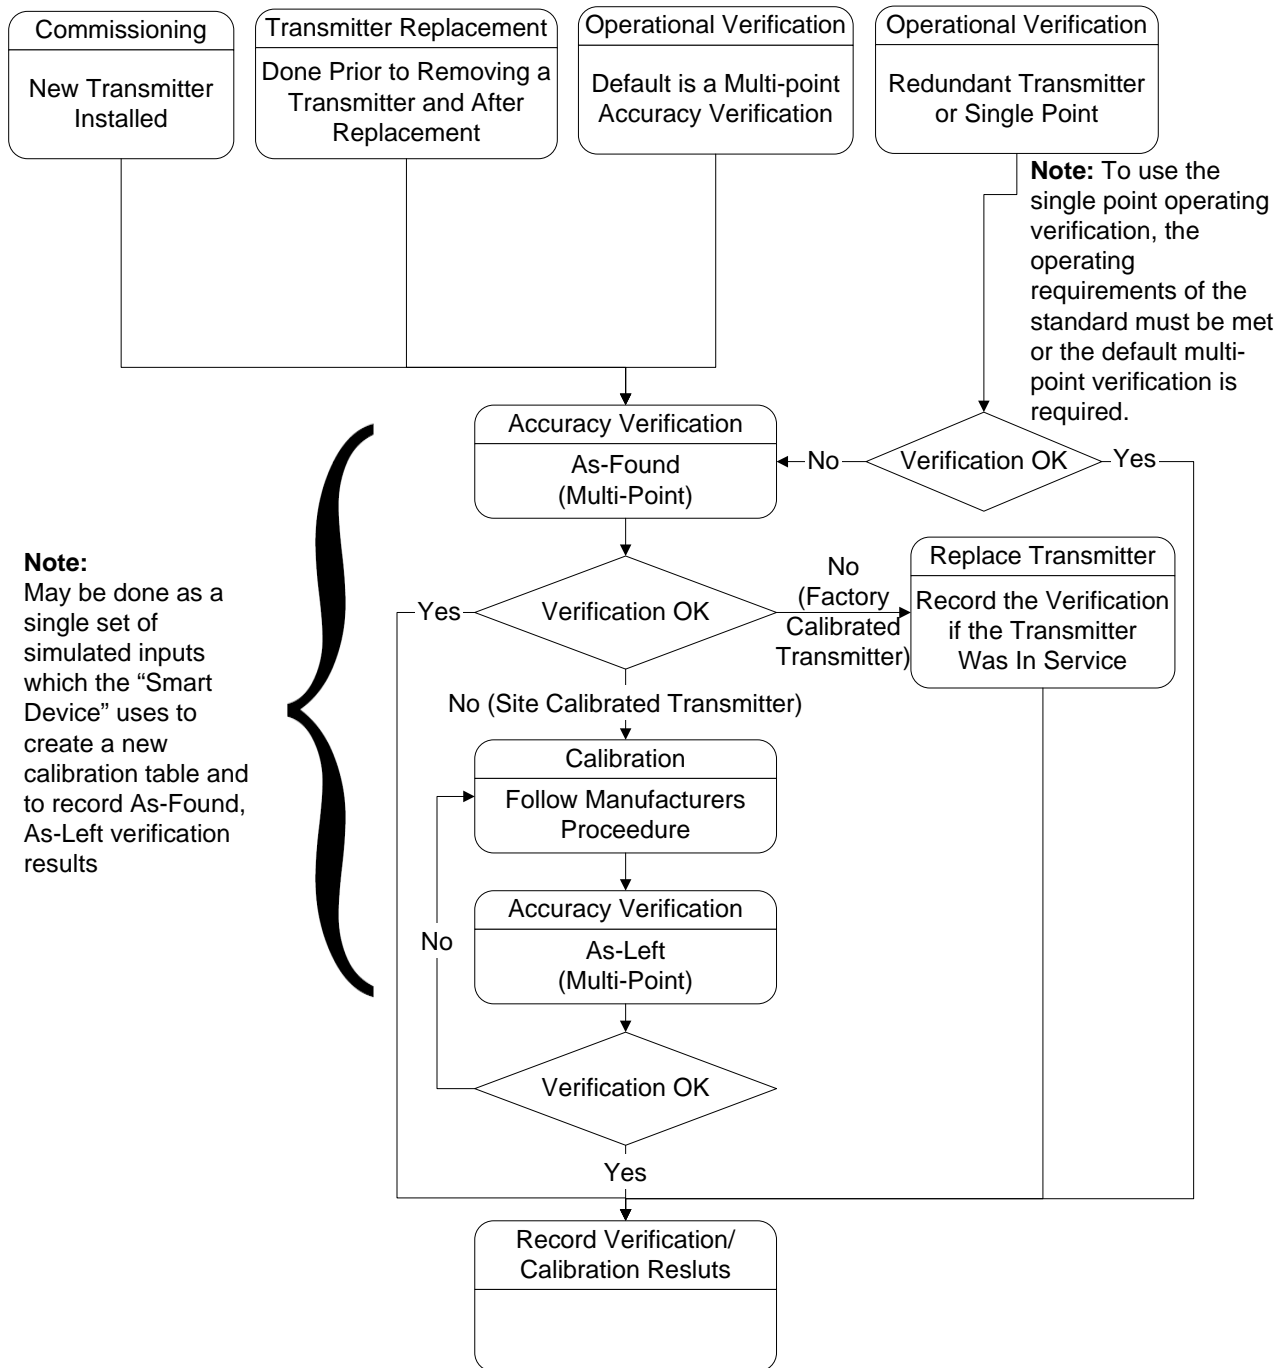 Commissioning
New Transmitter
Installed
Transmitter Replacement
Done Prior to Removing a
Transmitter and After
Replacement
Operational Verification
Default is a Multi-point
Accuracy Verification
Operational Verification
Redundant Transmitter
or Single Point
Note: To use the
single point operating
verification, the
operating
requirements of the
standard must be met
or the default multi-
point verification is
required.
Accuracy Verification
As-Found
(Multi-Point)
No
Verification OK
Yes
Note:
May be done as a
single set of
simulated inputs
which the “Smart
Device” uses to
create a new
calibration table and
to record As-Found,
As-Left verification
results
Yes
Verification OK
No
(Factory
Calibrated
Transmitter)
Replace Transmitter
Record the Verification
if the Transmitter
Was In Service
No (Site Calibrated Transmitter)
Calibration
Follow Manufacturers
Proceedure
Accuracy Verification
As-Left
(Multi-Point)
No
Verification OK
Yes
Record Verification/
Calibration Resluts